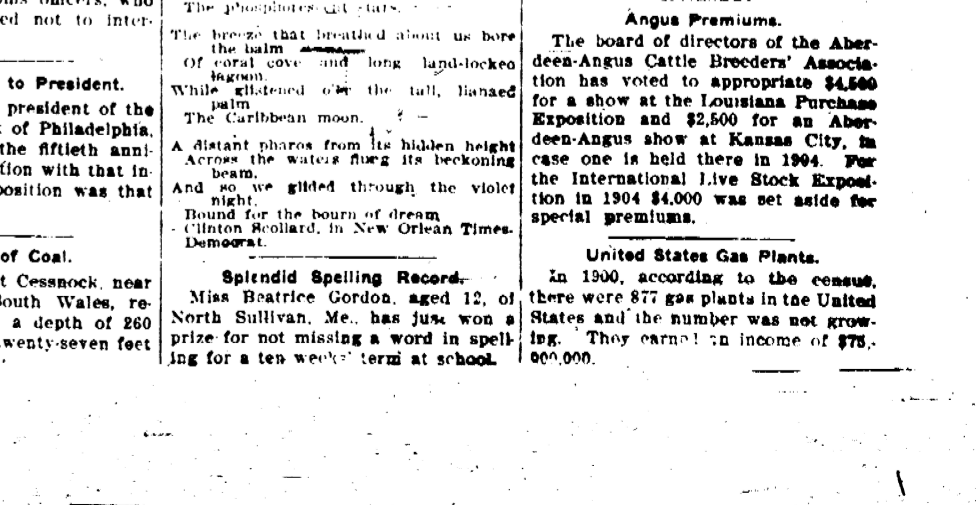 ed not to inter-
to President.
president of the
of Philadelphia,
the fiftieth anni-
tion with that in-
position was that
of Coal.
t Cessnock, near
South Wales, re-
a depth of 260
twenty-seven feet
The phosphorescent stars.
The breeze that breathed about us bore
the balm
Of coral cove and long land-locked
lagoon.
While glistened o'er the tall, lianaed
palm
The Caribbean moon.
A distant pharos from its hidden height
Across the waters flung its beckoning
beam,
And so we glided through the violet
night,
Bound for the bourn of dream
- Clinton Scollard, in New Orlean Times-
Democrat.
Splendid Spelling Record.
Miss Beatrice Gordon, aged 12, of
North Sullivan, Me., has just won a
prize for not missing a word in spell-
ing for a ten weeks' term at school.
Angus Premiums.
The board of directors of the Aber-
deen-Angus Cattle Breeders' Associa-
tion has voted to appropriate $4,500
for a show at the Louisiana Purchase
Exposition and $2,500 for an Aber-
deen-Angus show at Kansas City, in
case one is held there in 1904. For
the International Live Stock Exposi-
tion in 1904 $4,000 was set aside for
special premiums.
United States Gas Plants.
In 1900, according to the census,
there were 877 gas plants in the United
States and the number was not grow-
ing. They earned an income of $75,-
000,000.